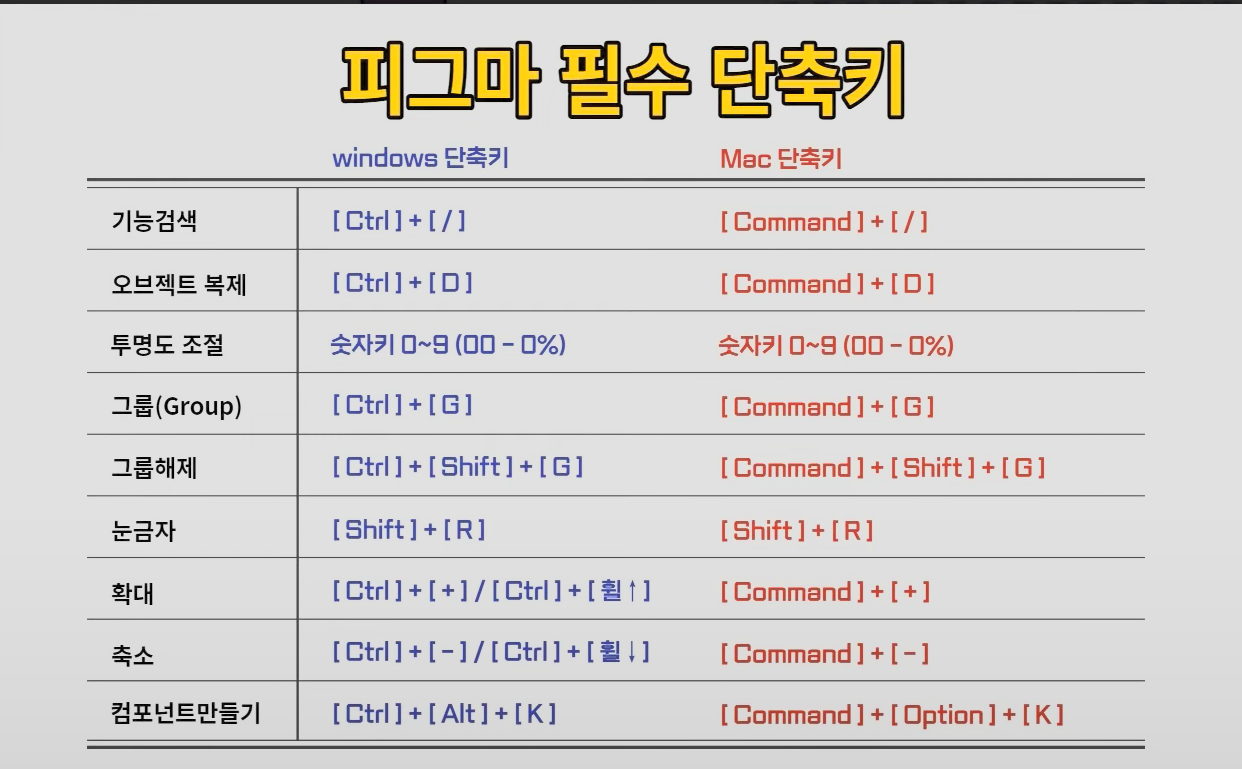 피그마 필수 단축키
windows 단축키 Mac 단축키
기능검색 [Ctrl]+[/] [Command]+[/]
오브젝트 복제 [Ctrl]+[D] [Command]+[D]
투명도 조절 숫자키 0~9 (00 - 0%) 숫자키 0~9 (00 - 0%)
그룹(Group) [Ctrl]+[G] [Command]+[G]
그룹해제 [Ctrl]+[Shift]+[G] [Command]+[Shift]+[G]
눈금자 [Shift]+[R] [Shift]+[R]
확대 [Ctrl]+[+]/[Ctrl]+[휠↑] [Command]+[+]
축소 [Ctrl]+[-]/[Ctrl]+[휠↓] [Command]+[-]
컴포넌트만들기 [Ctrl]+[Alt]+[K] [Command]+[Option]+[K]